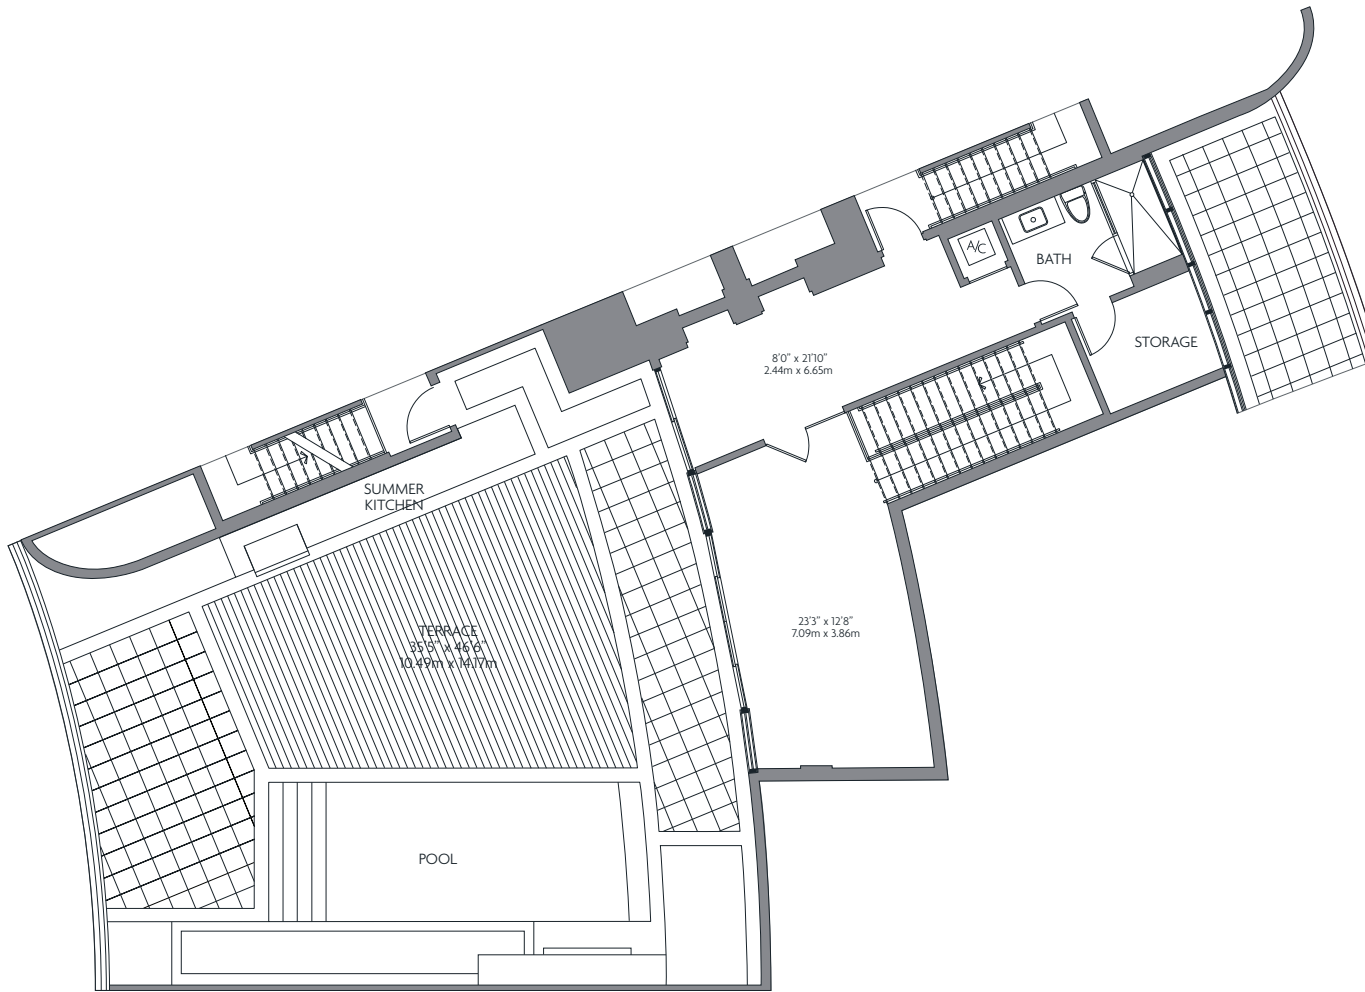 A/C
BATH
STORAGE
8'0" x 21'10"
2.44m x 6.65m
SUMMER
KITCHEN
TERRACE
35'5" x 46'6"
10.49m x 14.17m
23'3" x 12'8"
7.09m x 3.86m
POOL